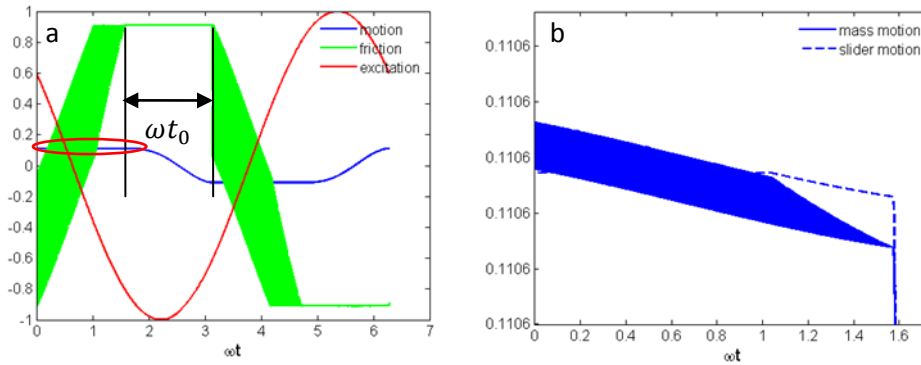 a
motion
friction
excitation
ωt₀
1
0.8
0.6
0.4
0.2
0
-0.2
-0.4
-0.6
-0.8
-1
0 1 2 3 4 5 6 7
ωt
b
mass motion
slider motion
0.1106
0.1106
0.1106
0.1106
0.1106
0.1106
0.1106
0.1106
0 0.2 0.4 0.6 0.8 1 1.2 1.4 1.6
ωt